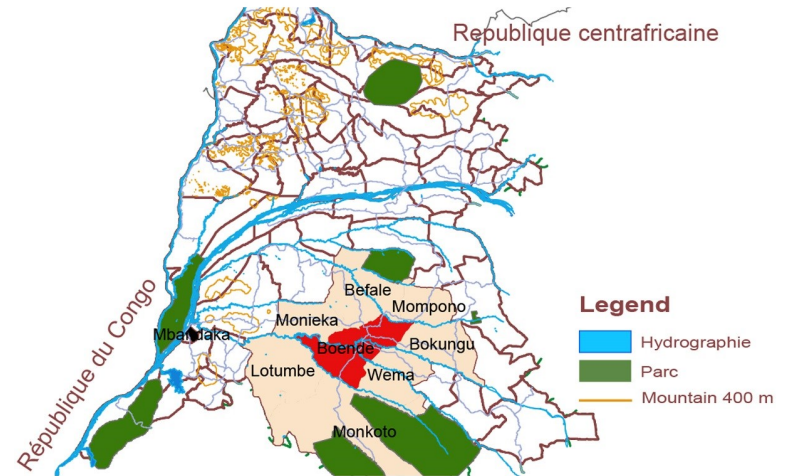 Republique centrafricaine
République du Congo
Mbandaka
Befale
Mompono
Monieka
Boende
Bokungu
Lotumbe
Wema
Monkoto
Legend
Hydrographie
Parc
Mountain 400 m